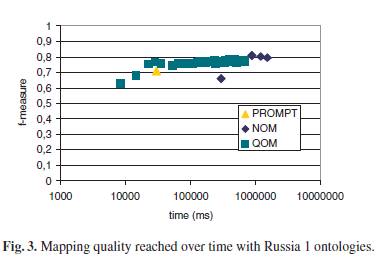 1
0,9
0,8
0,7
0,6
0,5
0,4
0,3
0,2
0,1
0
f-measure
PROMPT
NOM
QOM
1000 10000 100000 1000000 10000000
time (ms)
Fig. 3. Mapping quality reached over time with Russia 1 ontologies.